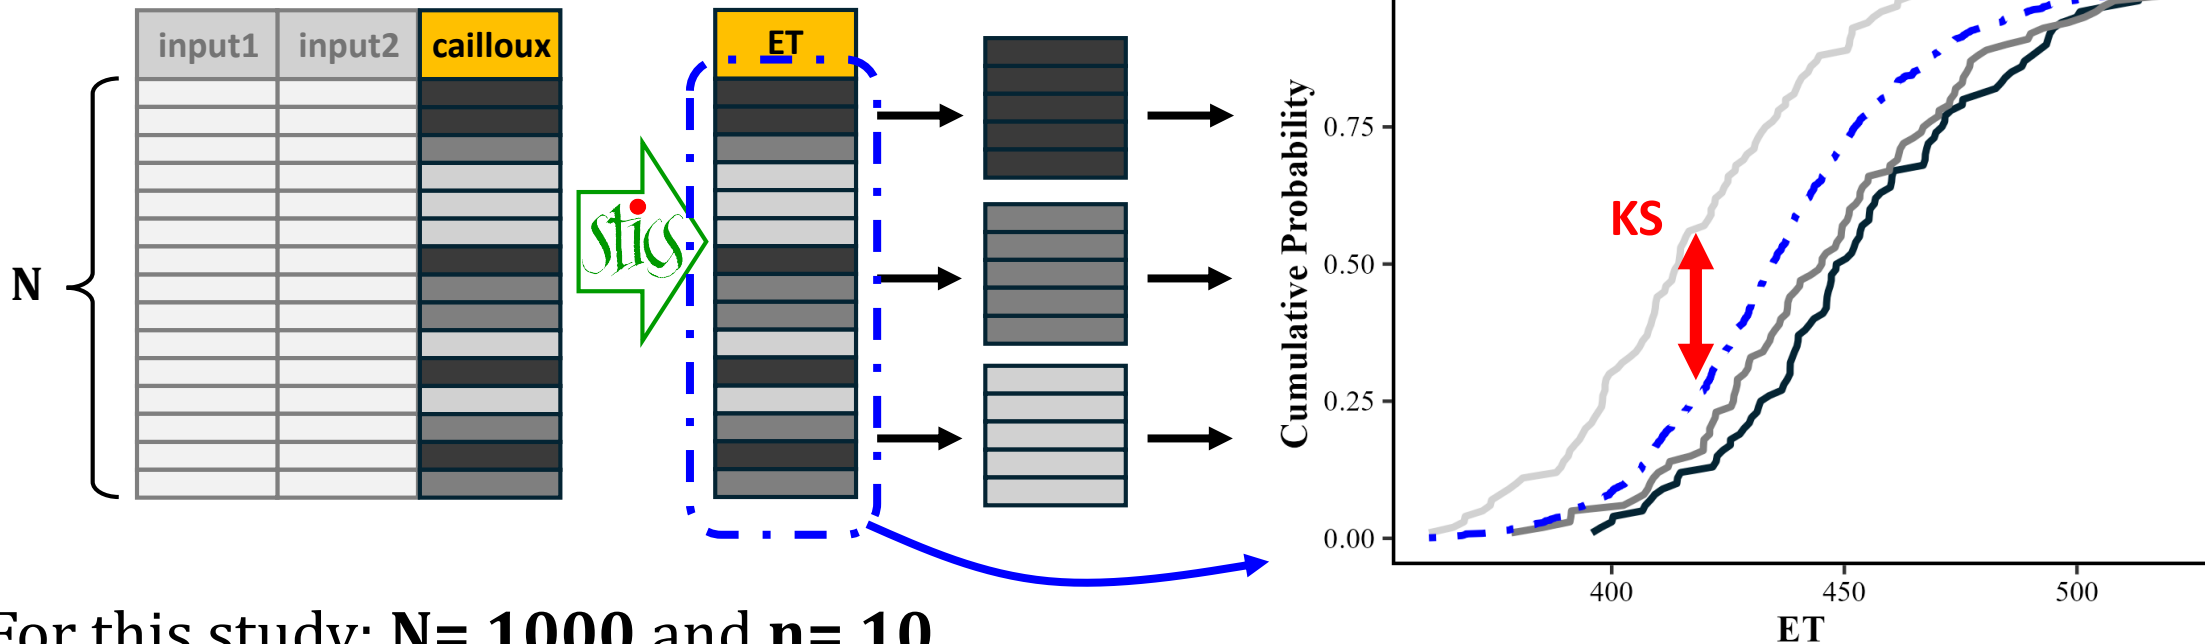 input1 input2 cailloux
ET
N
stics
KS
Cumulative Probability
0.75
0.50
0.25
0.00
400 450 500
ET
For this study: N= 1000 and n= 10